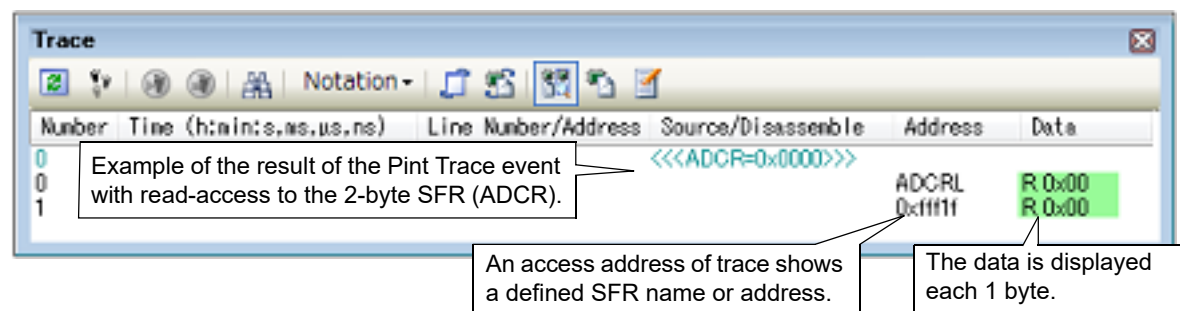 Trace
Notation
Number Time (h:min:s,ms,μs,ns) Line Number/Address Source/Disassemble Address Data
0 <<<ADCR=0x0000>>>
Example of the result of the Pint Trace event
with read-access to the 2-byte SFR (ADCR).
0 ADCRL R 0x00
1 0xfff1f R 0x00
An access address of trace shows
a defined SFR name or address.
The data is displayed
each 1 byte.